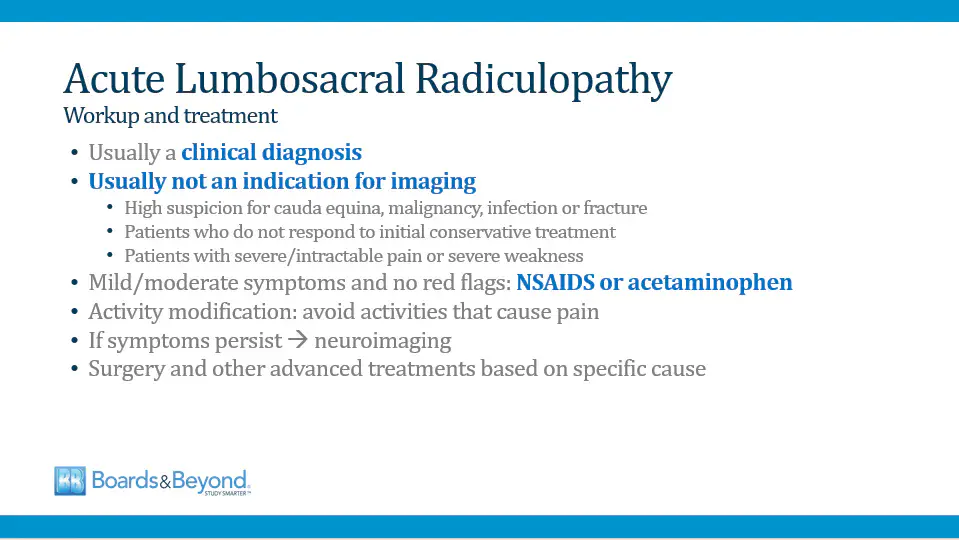 Acute Lumbosacral Radiculopathy
Workup and treatment
• Usually a clinical diagnosis
• Usually not an indication for imaging
• High suspicion for cauda equina, malignancy, infection or fracture
• Patients who do not respond to initial conservative treatment
• Patients with severe/intractable pain or severe weakness
• Mild/moderate symptoms and no red flags: NSAIDS or acetaminophen
• Activity modification: avoid activities that cause pain
• If symptoms persist → neuroimaging
• Surgery and other advanced treatments based on specific cause
BB Boards&Beyond.
STUDY SMARTER™